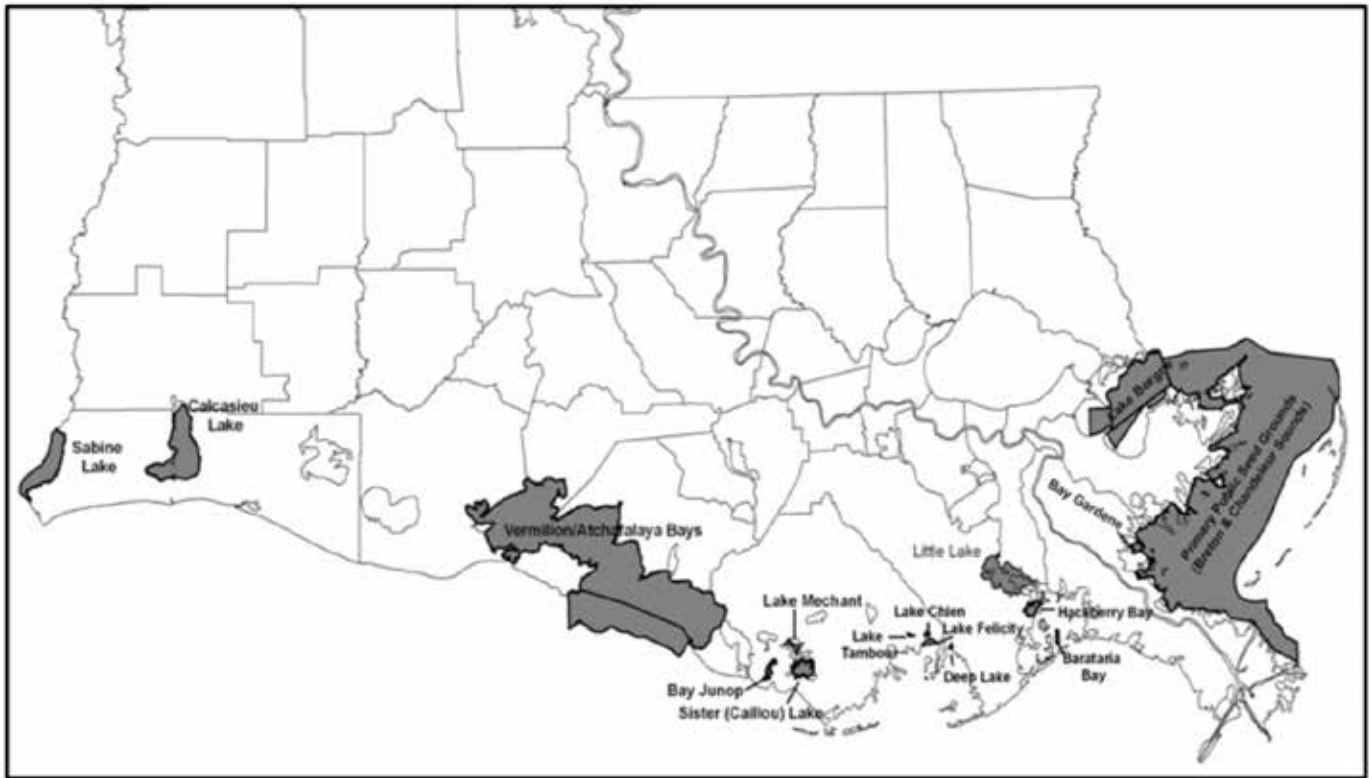 Calcasieu
Lake
Sabine
Lake
Lake Borgne
Primary Public Seed Grounds
(Breton & Chandeleur Sounds)
Bay Gardene
Vermilion/Atchafalaya Bays
Little Lake
Lake Mechant
Lake Chien
Hackberry Bay
Lake Felicity
Lake
Tambour
Barataria
Bay
Deep Lake
Bay Junop
Sister (Caillou) Lake